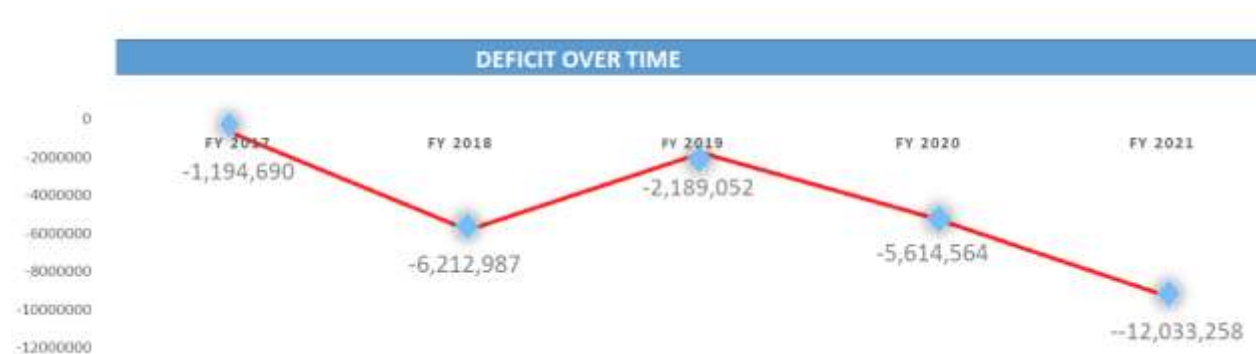 DEFICIT OVER TIME
0
FY 2017
FY 2018
FY 2019
FY 2020
FY 2021
-2000000
-1,194,690
-2,189,052
-4000000
-6000000
-6,212,987
-5,614,564
-8000000
-10000000
--12,033,258
-12000000